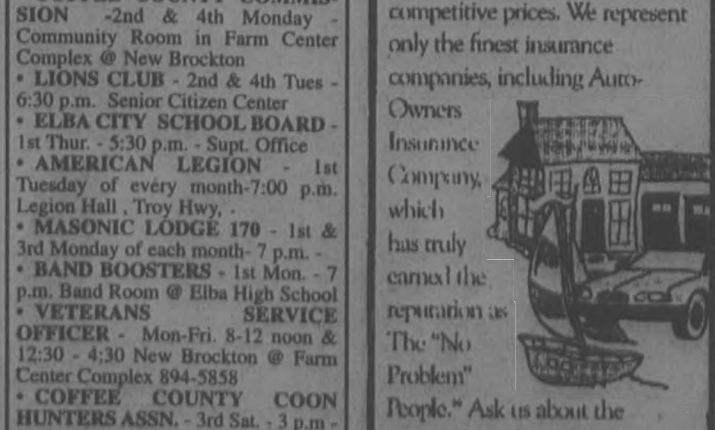 SION -2nd & 4th Monday -
Community Room in Farm Center
Complex @ New Brockton
• LIONS CLUB - 2nd & 4th Tues -
6:30 p.m. Senior Citizen Center
• ELBA CITY SCHOOL BOARD -
1st Thur. - 5:30 p.m. - Supt. Office
• AMERICAN LEGION - 1st
Tuesday of every month-7:00 p.m.
Legion Hall , Troy Hwy, -
• MASONIC LODGE 170 - 1st &
3rd Monday of each month- 7 p.m. -
• BAND BOOSTERS - 1st Mon. - 7
p.m. Band Room @ Elba High School
• VETERANS SERVICE
OFFICER - Mon-Fri. 8-12 noon &
12:30 - 4:30 New Brockton @ Farm
Center Complex 894-5858
• COFFEE COUNTY COON
HUNTERS ASSN. - 3rd Sat. - 3 p.m -
competitive prices. We represent
only the finest insurance
companies, including Auto-
Owners
Insurance
Company,
which
has truly
earned the
reputation as
The "No
Problem"
People." Ask us about the